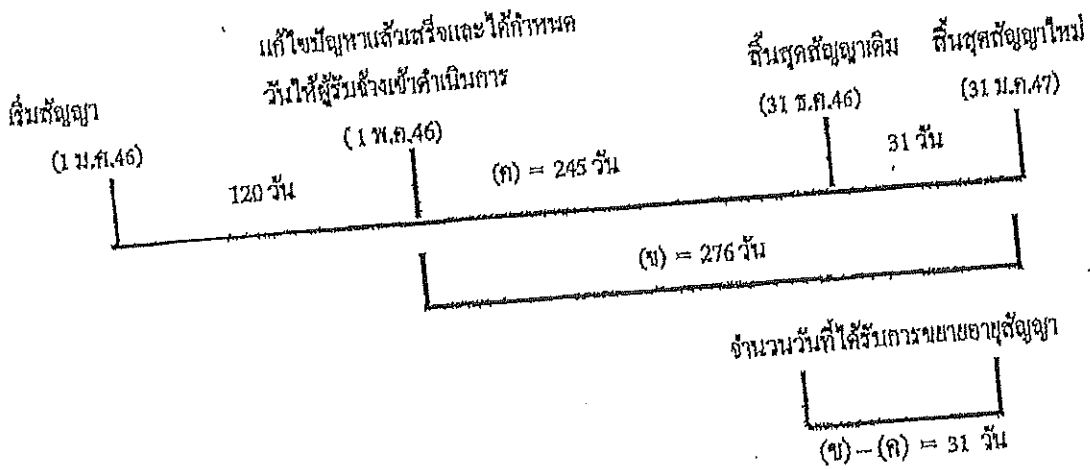 แก้ไขปัญหาแล้วเสร็จและได้กำหนด
วันให้ผู้รับจ้างเข้าดำเนินการ
(1 พ.ค.46)
เริ่มสัญญา
(1 ม.ค.46)
สิ้นสุดสัญญาเดิม
(31 ธ.ค.46)
สิ้นสุดสัญญาใหม่
(31 ม.ค.47)
120 วัน
(ค) = 245 วัน
31 วัน
(ข) = 276 วัน
จำนวนวันที่ได้รับการขยายอายุสัญญา
(ข) – (ค) = 31 วัน